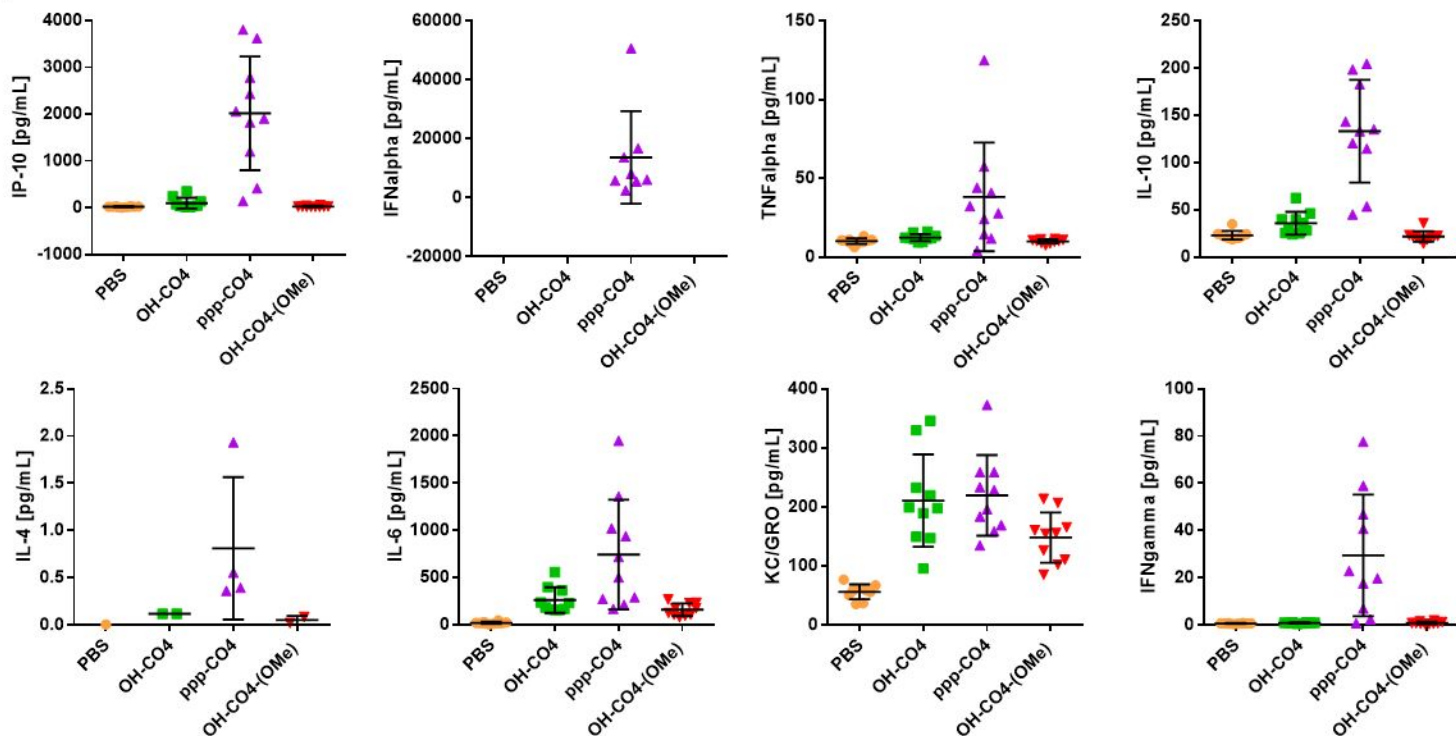 IP-10 [pg/mL]
4000
3000
2000
1000
0
-1000
PBS
OH-CO4
ppp-CO4
OH-CO4-(OMe)
IFNalpha [pg/mL]
60000
40000
20000
0
-20000
PBS
OH-CO4
ppp-CO4
OH-CO4-(OMe)
TNFalpha [pg/mL]
150
100
50
0
PBS
OH-CO4
ppp-CO4
OH-CO4-(OMe)
IL-10 [pg/mL]
250
200
150
100
50
0
PBS
OH-CO4
ppp-CO4
OH-CO4-(OMe)
IL-4 [pg/mL]
2.5
2.0
1.5
1.0
0.5
0.0
PBS
OH-CO4
ppp-CO4
OH-CO4-(OMe)
IL-6 [pg/mL]
2500
2000
1500
1000
500
0
PBS
OH-CO4
ppp-CO4
OH-CO4-(OMe)
KC/GRO [pg/mL]
400
300
200
100
0
PBS
OH-CO4
ppp-CO4
OH-CO4-(OMe)
IFNgamma [pg/mL]
100
80
60
40
20
0
PBS
OH-CO4
ppp-CO4
OH-CO4-(OMe)